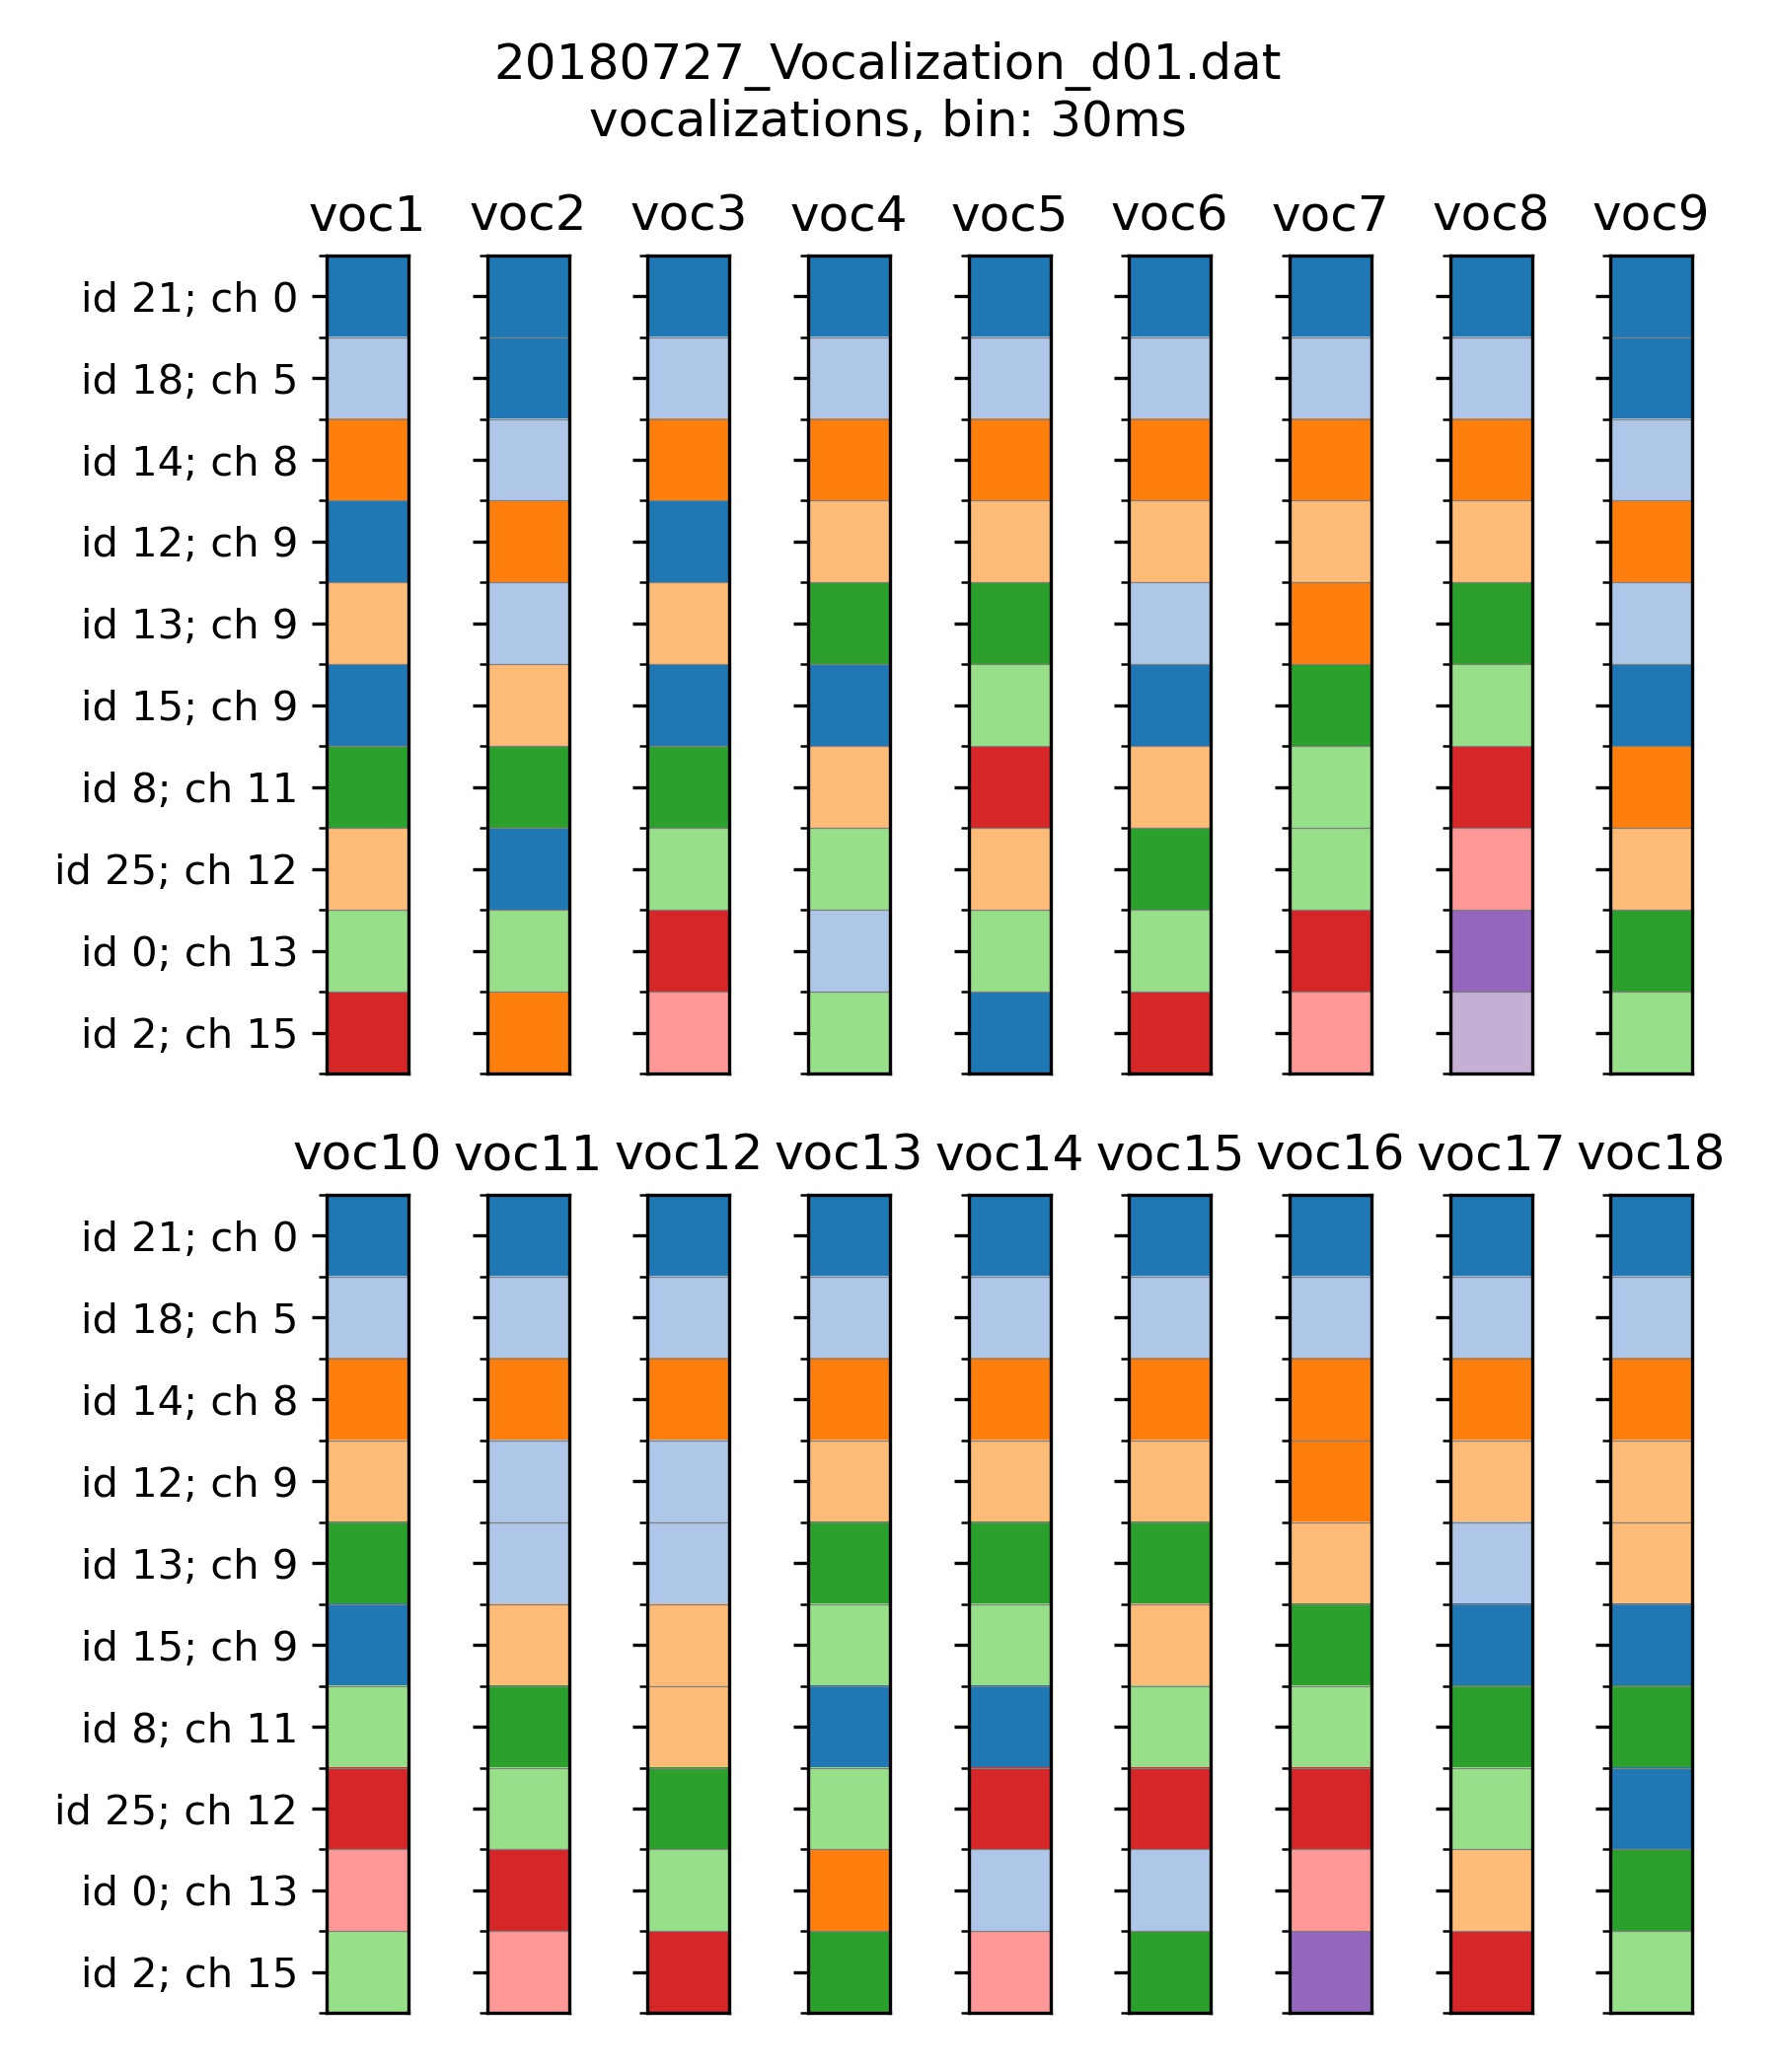 20180727_Vocalization_d01.dat
vocalizations, bin: 30ms
voc1 voc2 voc3 voc4 voc5 voc6 voc7 voc8 voc9
id 21; ch 0
id 18; ch 5
id 14; ch 8
id 12; ch 9
id 13; ch 9
id 15; ch 9
id 8; ch 11
id 25; ch 12
id 0; ch 13
id 2; ch 15
voc10 voc11 voc12 voc13 voc14 voc15 voc16 voc17 voc18
id 21; ch 0
id 18; ch 5
id 14; ch 8
id 12; ch 9
id 13; ch 9
id 15; ch 9
id 8; ch 11
id 25; ch 12
id 0; ch 13
id 2; ch 15